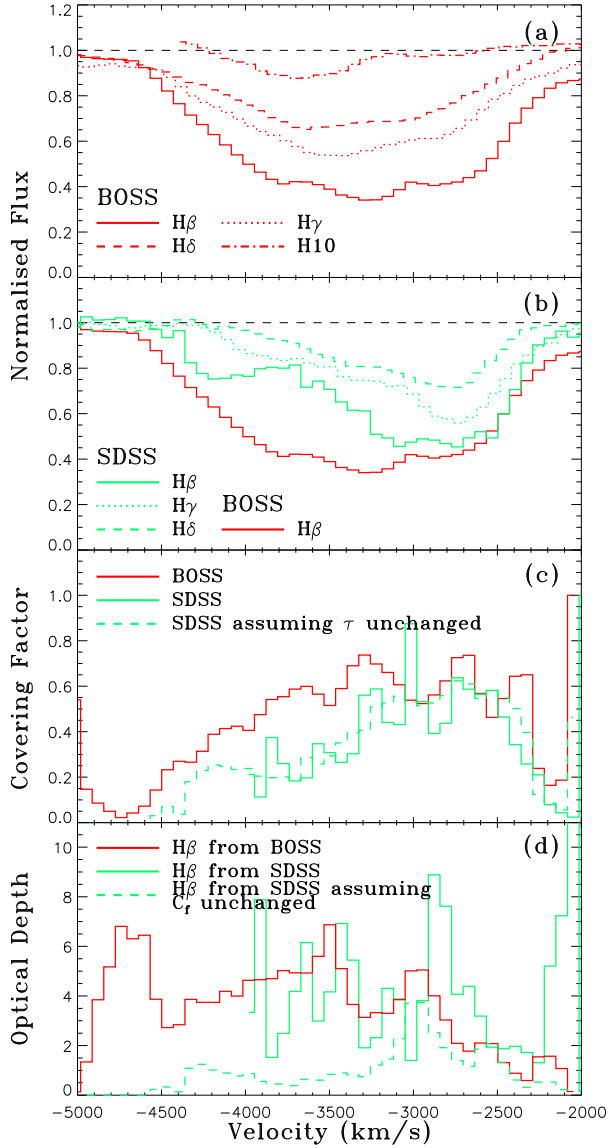 (a)
1.2
1.0
0.8
0.6
0.4
0.2
0.0
BOSS
Hβ
Hγ
Hδ
H10
Normalised Flux
(b)
1.0
0.8
0.6
0.4
0.2
0.0
SDSS
Hβ
Hγ
BOSS
Hδ
Hβ
(c)
BOSS
SDSS
SDSS assuming τ unchanged
1.0
0.8
0.6
0.4
0.2
0.0
Covering Factor
(d)
Hβ from BOSS
Hβ from SDSS
Hβ from SDSS assuming
C_f unchanged
10
8
6
4
2
0
Optical Depth
−5000 −4500 −4000 −3500 −3000 −2500 −2000
Velocity (km/s)